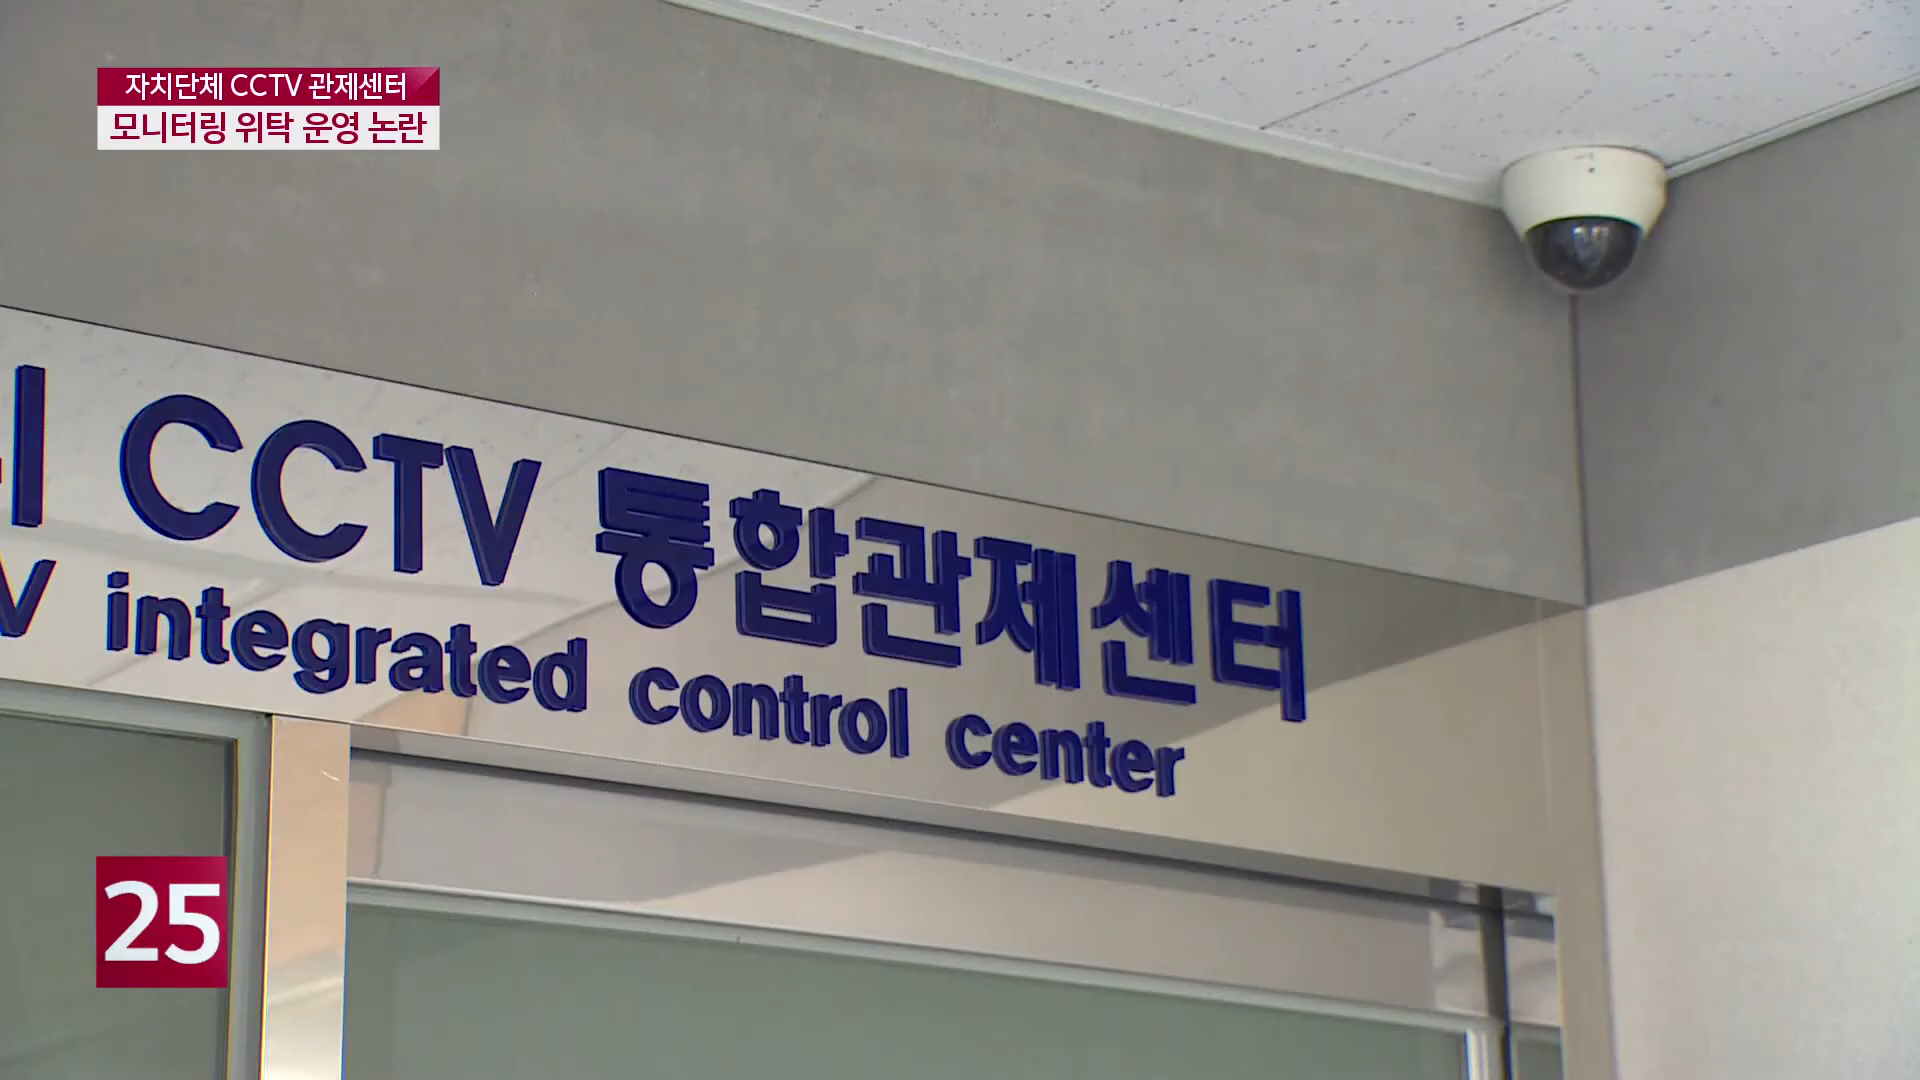 자치단체 CCTV 관제센터
모니터링 위탁 운영 논란
CCTV 통합관제센터
integrated control center
25